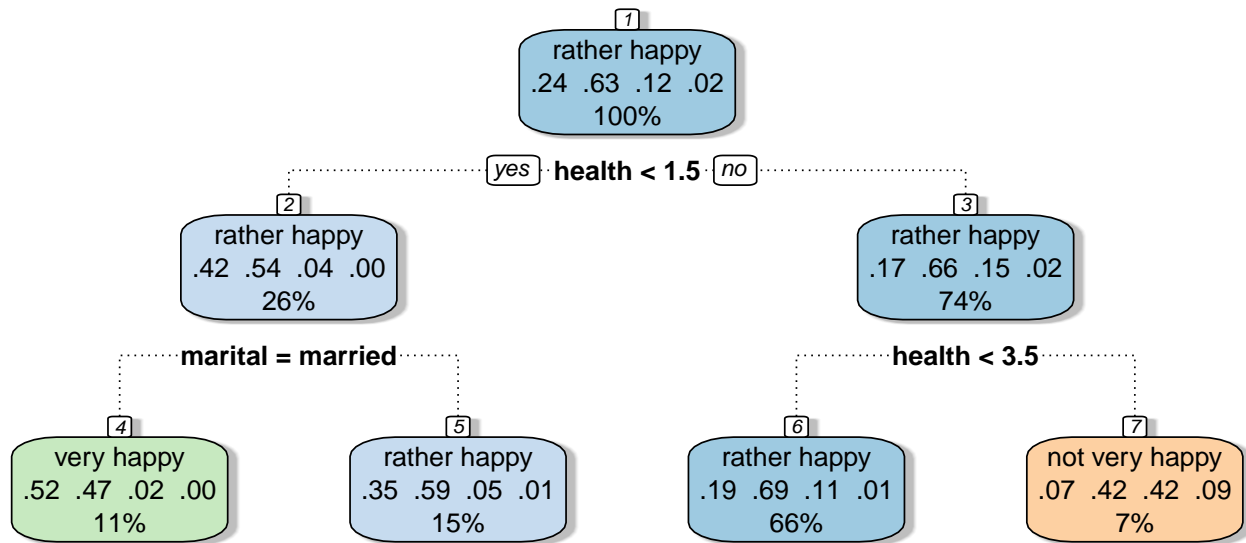 1
rather happy
.24 .63 .12 .02
100%
yes health < 1.5 no
2
rather happy
.42 .54 .04 .00
26%
3
rather happy
.17 .66 .15 .02
74%
marital = married
health < 3.5
4
very happy
.52 .47 .02 .00
11%
5
rather happy
.35 .59 .05 .01
15%
6
rather happy
.19 .69 .11 .01
66%
7
not very happy
.07 .42 .42 .09
7%